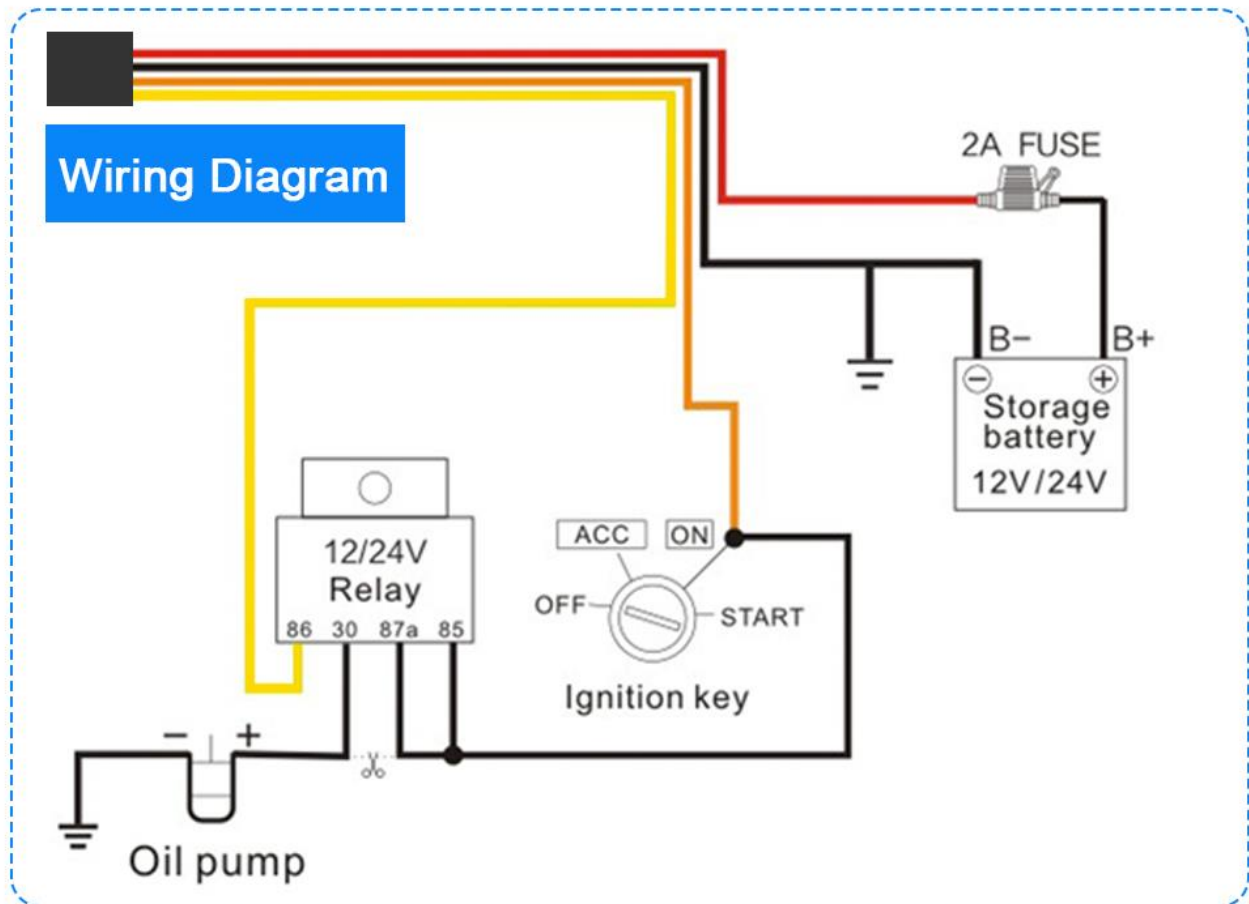 Wiring Diagram
2A FUSE
B− B+
− +
Storage
battery
12V/24V
12/24V
Relay
86 30 87a 85
ACC ON
OFF START
Ignition key
− +
Oil pump